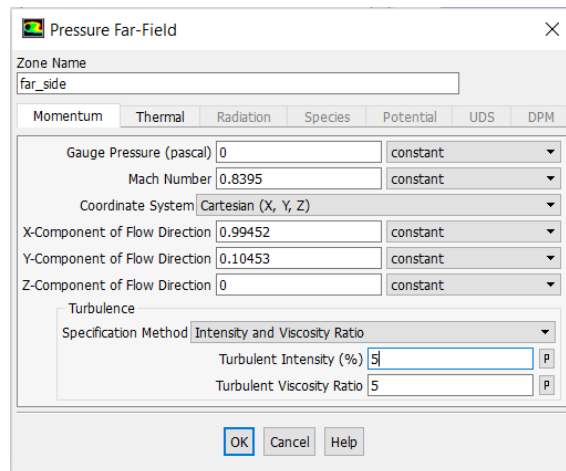 Pressure Far-Field
Zone Name
far_side
Momentum Thermal Radiation Species Potential UDS DPM
Gauge Pressure (pascal) 0 constant
Mach Number 0.8395 constant
Coordinate System Cartesian (X, Y, Z)
X-Component of Flow Direction 0.99452 constant
Y-Component of Flow Direction 0.10453 constant
Z-Component of Flow Direction 0 constant
Turbulence
Specification Method Intensity and Viscosity Ratio
Turbulent Intensity (%) 5 P
Turbulent Viscosity Ratio 5 P
OK Cancel Help